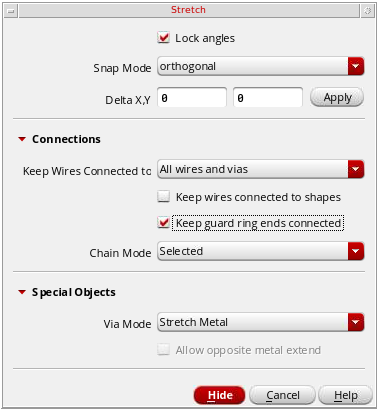 Stretch
Lock angles
Snap Mode orthogonal
Delta X,Y 0 0 Apply
Connections
Keep Wires Connected to All wires and vias
Keep wires connected to shapes
Keep guard ring ends connected
Chain Mode Selected
Special Objects
Via Mode Stretch Metal
Allow opposite metal extend
Hide Cancel Help